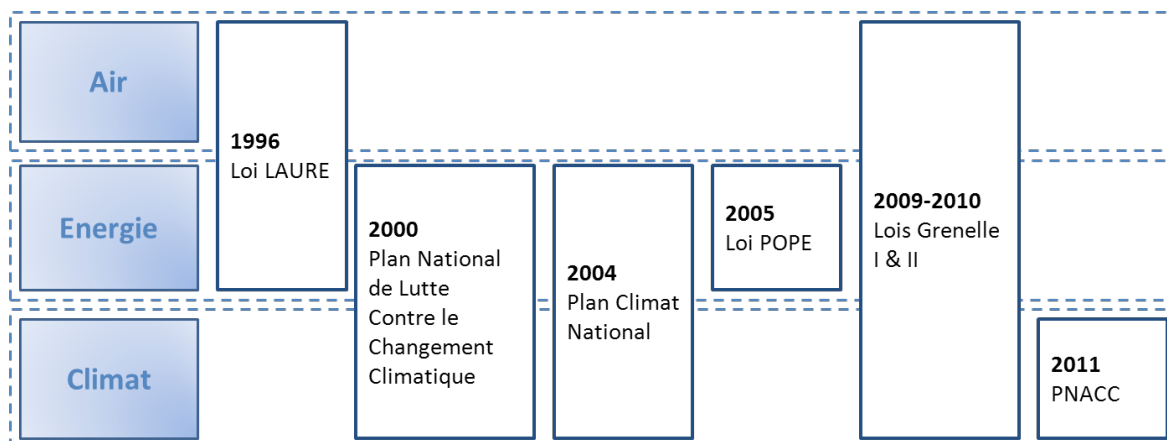 Air
Energie
Climat
1996
Loi LAURE
2000
Plan National
de Lutte
Contre le
Changement
Climatique
2004
Plan Climat
National
2005
Loi POPE
2009-2010
Lois Grenelle
I & II
2011
PNACC